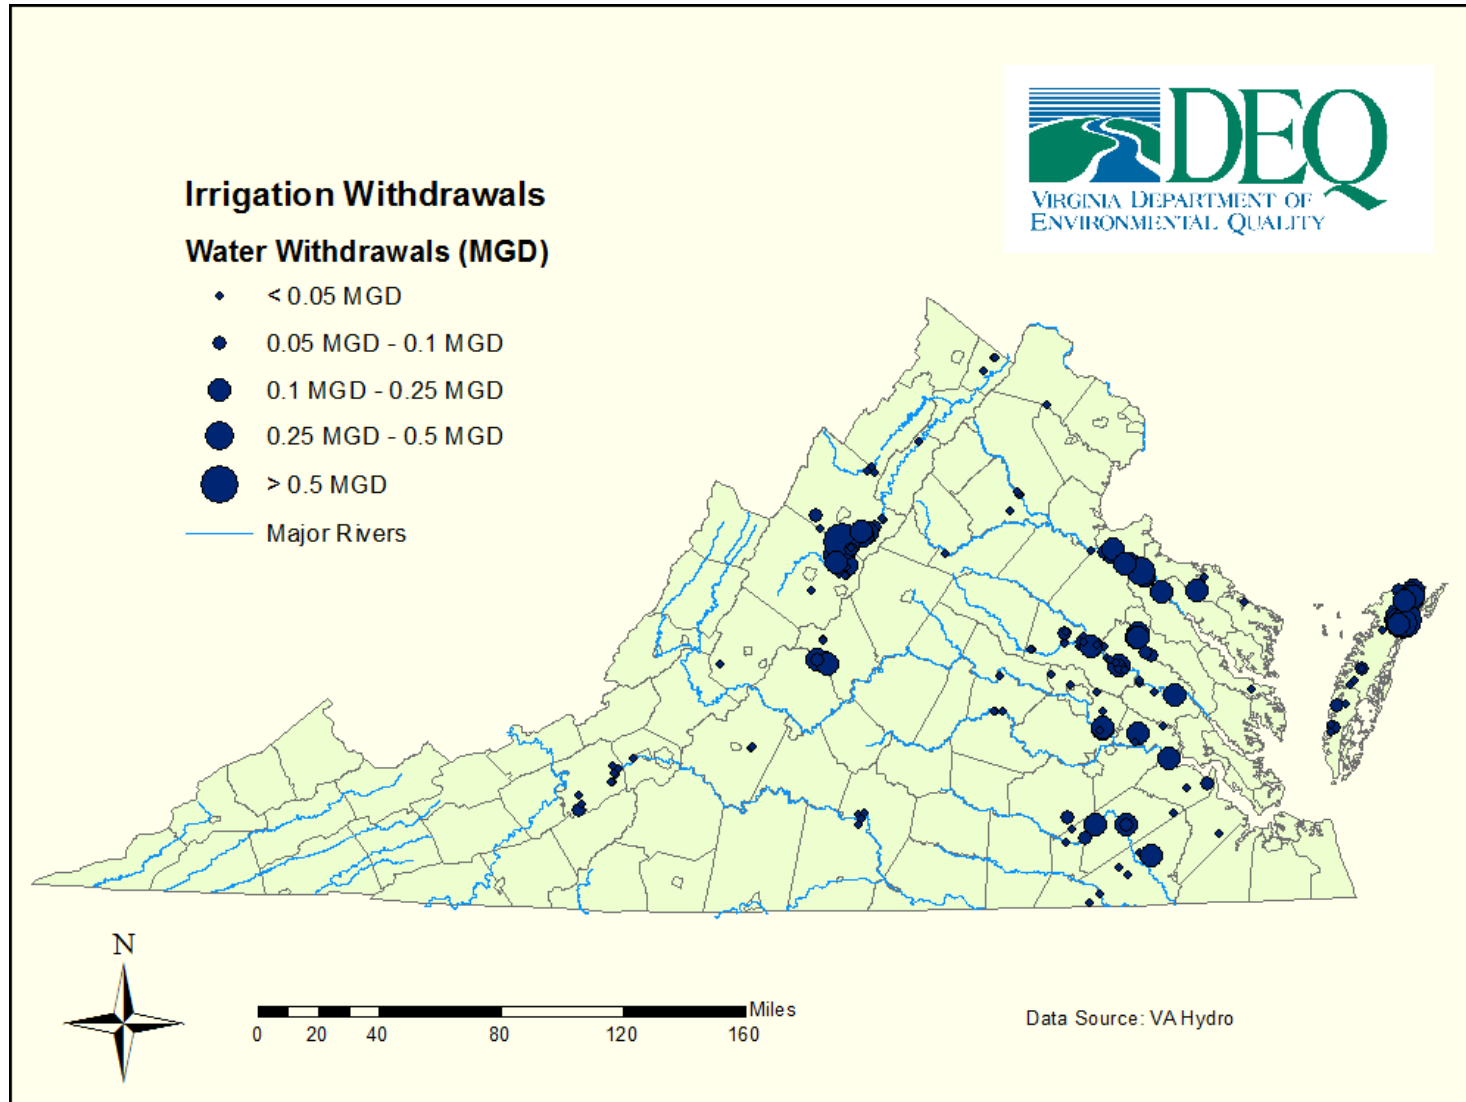 DEQ
VIRGINIA DEPARTMENT OF
ENVIRONMENTAL QUALITY
Irrigation Withdrawals
Water Withdrawals (MGD)
< 0.05 MGD
0.05 MGD - 0.1 MGD
0.1 MGD - 0.25 MGD
0.25 MGD - 0.5 MGD
> 0.5 MGD
Major Rivers
N
Miles
0 20 40 80 120 160
Data Source: VA Hydro